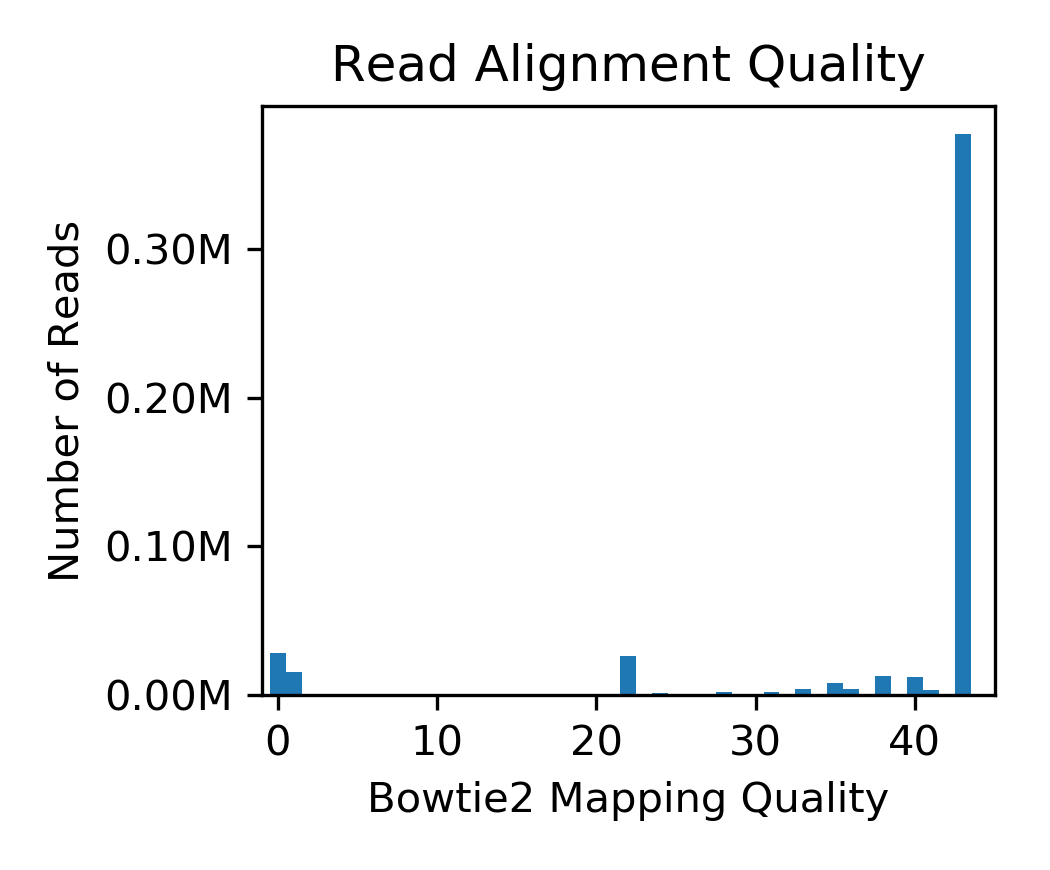 Read Alignment Quality
Number of Reads
0.30M
0.20M
0.10M
0.00M
0 10 20 30 40
Bowtie2 Mapping Quality